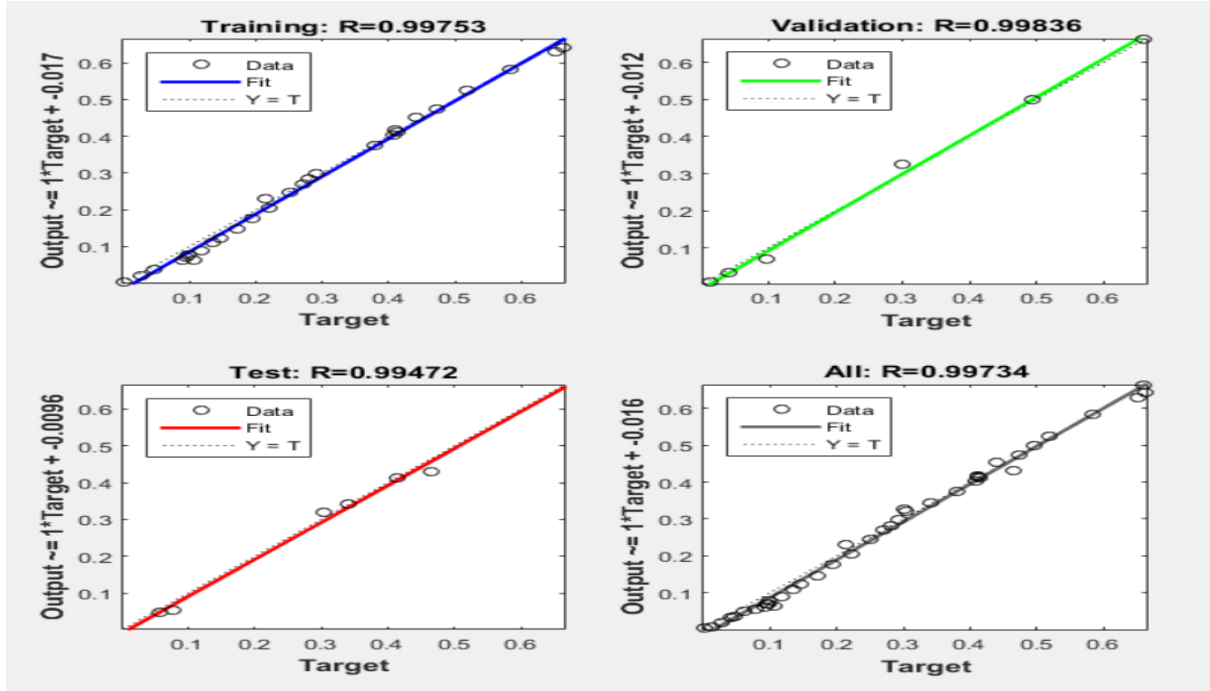 Training: R=0.99753
Output ~= 1*Target + -0.017
Data
Fit
Y = T
0.6
0.5
0.4
0.3
0.2
0.1
0.1 0.2 0.3 0.4 0.5 0.6
Target
Validation: R=0.99836
Output ~= 1*Target + -0.012
Data
Fit
Y = T
0.6
0.5
0.4
0.3
0.2
0.1
0.1 0.2 0.3 0.4 0.5 0.6
Target
Test: R=0.99472
Output ~= 1*Target + -0.0096
Data
Fit
Y = T
0.6
0.5
0.4
0.3
0.2
0.1
0.1 0.2 0.3 0.4 0.5 0.6
Target
All: R=0.99734
Output ~= 1*Target + -0.016
Data
Fit
Y = T
0.6
0.5
0.4
0.3
0.2
0.1
0.1 0.2 0.3 0.4 0.5 0.6
Target